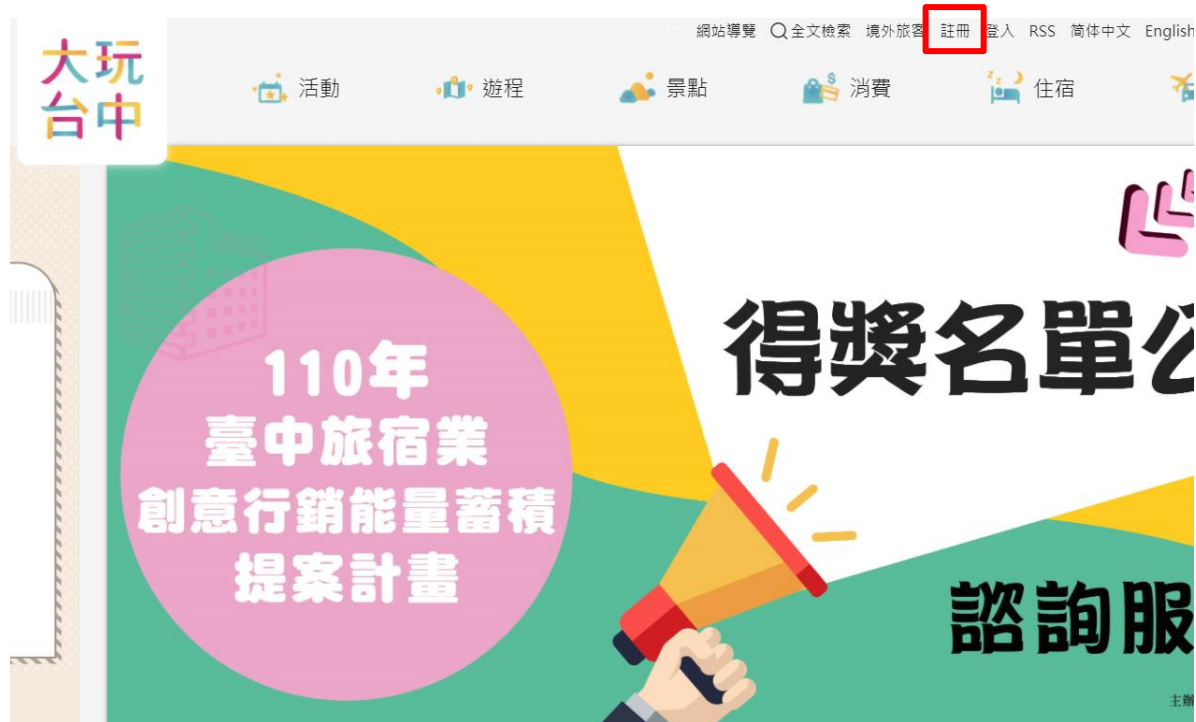 網站導覽 全文檢索 境外旅客 註冊 登入 RSS 简体中文 English
大玩
台中
活動 遊程 景點 消費 住宿
得獎名單公
110年
臺中旅宿業
創意行銷能量蓄積
提案計畫
諮詢服
主辦